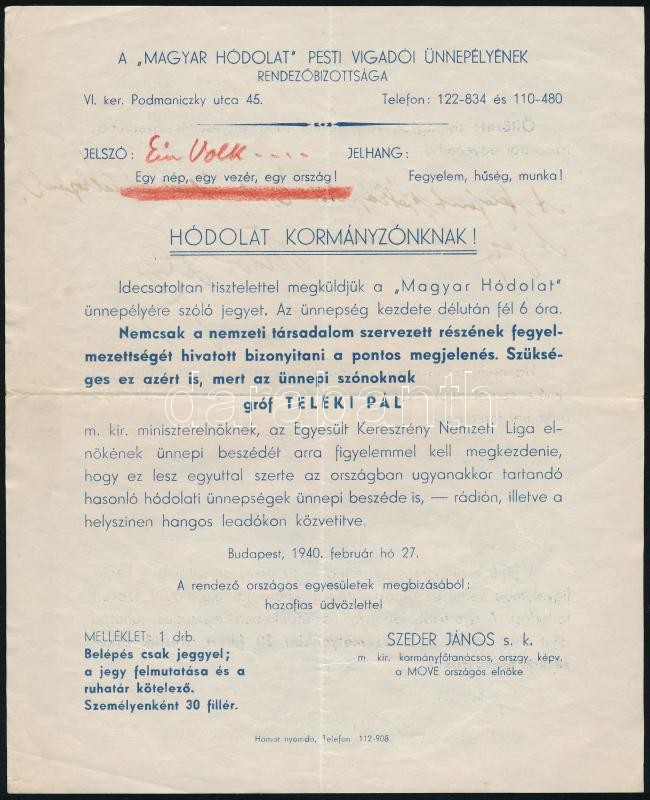 A „MAGYAR HÓDOLAT" PESTI VIGADÓI ÜNNEPÉLYÉNEK
RENDEZŐBIZOTTSÁGA
VI. ker. Podmaniczky utca 45. Telefon: 122-834 és 110-480
JELSZÓ: Ein Volk .... JELHANG:
Egy nép, egy vezér, egy ország! Fegyelem, hűség, munka!
HÓDOLAT KORMÁNYZÓNKNAK!
Idecsatoltan tisztelettel megküldjük a „Magyar Hódolat"
ünnepélyére szóló jegyet. Az ünnepség kezdete délután fél 6 óra.
Nemcsak a nemzeti társadalom szervezett részének fegyel-
mezettségét hivatott bizonyitani a pontos megjelenés. Szüksé-
ges ez azért is, mert az ünnepi szónoknak
gróf TELEKI PÁL
m. kir. miniszterelnöknek, az Egyesült Keresztény Nemzeti Liga el-
nökének ünnepi beszédét arra figyelemmel kell megkezdenie,
hogy ez lesz egyuttal szerte az országban ugyanakkor tartandó
hasonló hódolati ünnepségek ünnepi beszéde is, — rádión, illetve a
helyszinen hangos leadókon közvetitve.
Budapest, 1940. február hó 27.
A rendező országos egyesületek megbizásából:
hazafias üdvözlettel
MELLÉKLET: 1 drb.
Belépés csak jeggyel;
a jegy felmutatása és a
ruhatár kötelező.
Személyenként 30 fillér.
SZEDER JÁNOS s. k.
m. kir. kormányfőtanácsos, orszgy. képv.
a MOVE országos elnöke
Hornor nyomda, Telefon 112-908.
darabanth